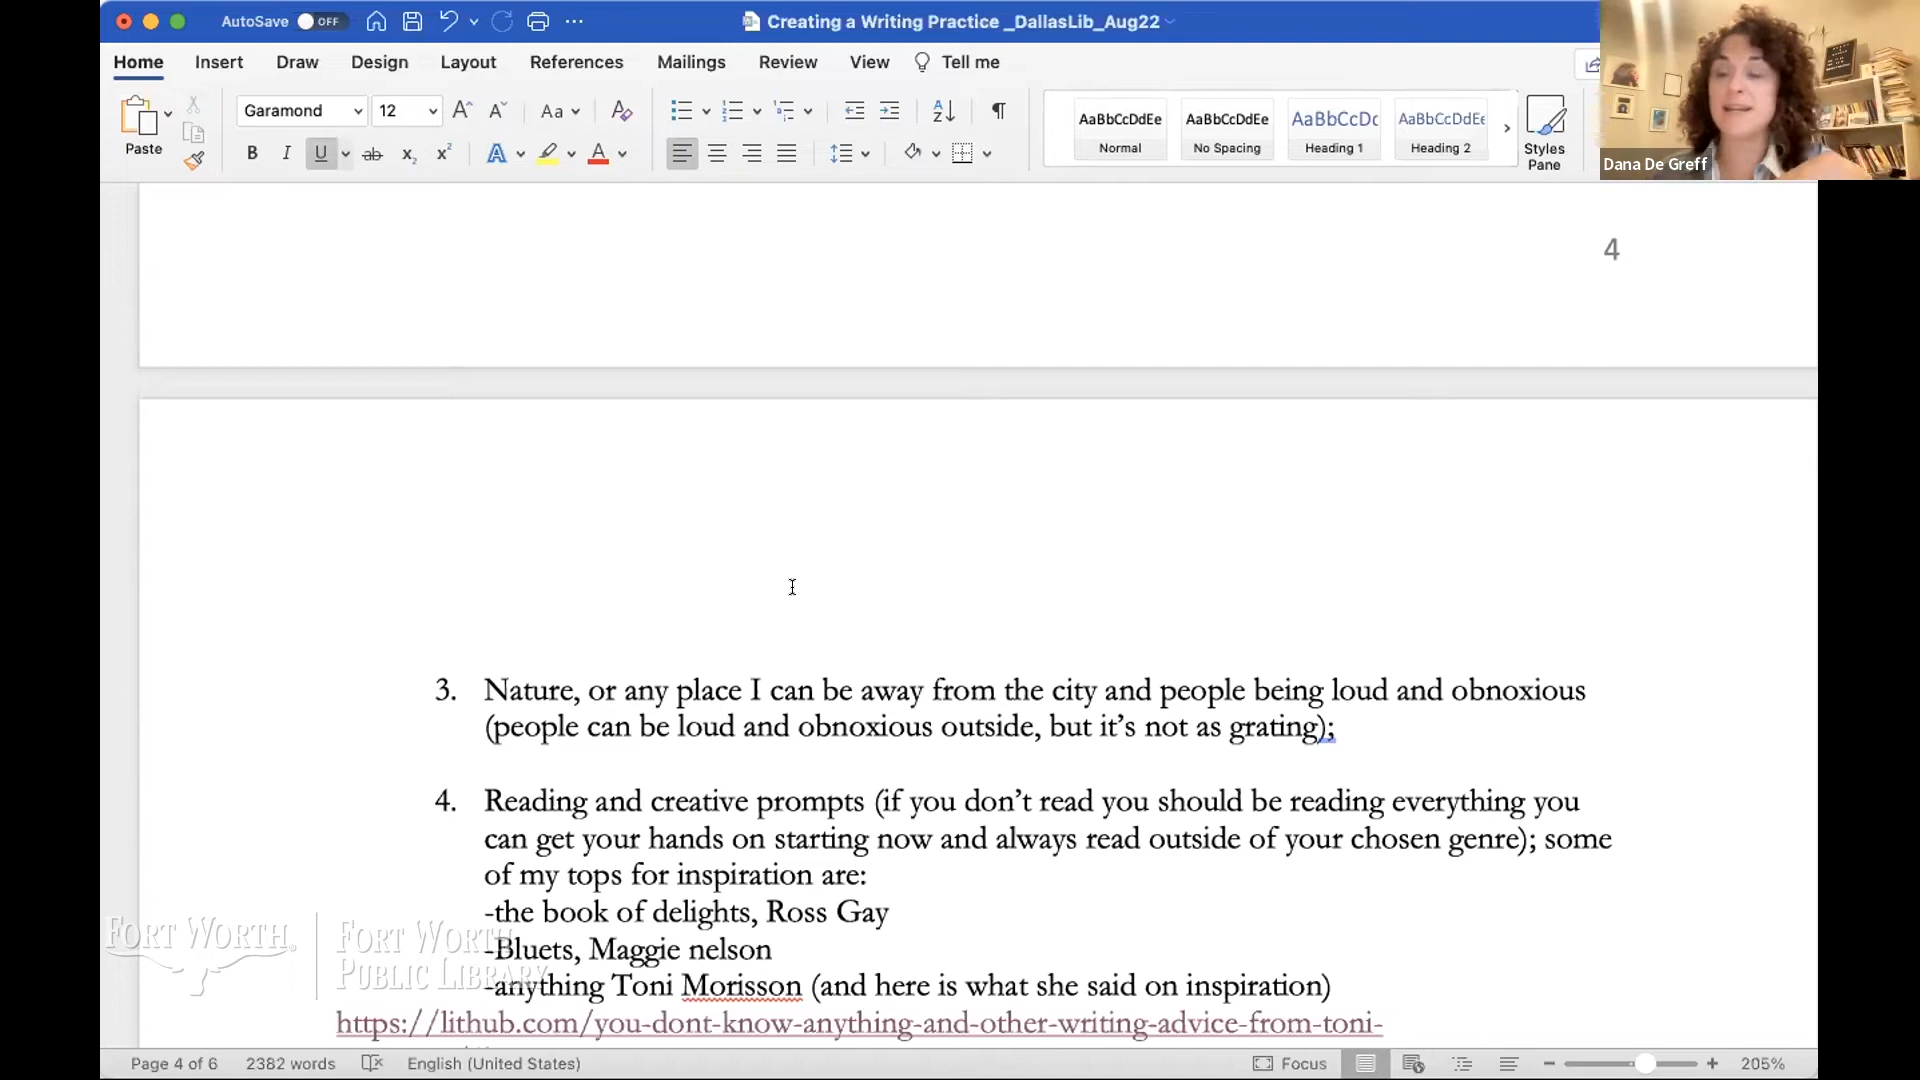 AutoSave OFF
Creating a Writing Practice _DallasLib_Aug22
Home Insert Draw Design Layout References Mailings Review View Tell me
Paste
Garamond 12
AaBbCcDdEe AaBbCcDdEe AaBbCcDc AaBbCcDdEe
Normal No Spacing Heading 1 Heading 2
Styles
Pane
Dana De Greff
4
3. Nature, or any place I can be away from the city and people being loud and obnoxious
(people can be loud and obnoxious outside, but it’s not as grating);
4. Reading and creative prompts (if you don’t read you should be reading everything you
can get your hands on starting now and always read outside of your chosen genre); some
of my tops for inspiration are:
-the book of delights, Ross Gay
-Bluets, Maggie nelson
-anything Toni Morisson (and here is what she said on inspiration)
https://lithub.com/you-dont-know-anything-and-other-writing-advice-from-toni-
FORT WORTH®
FORT WORTH
PUBLIC LIBRARY
Page 4 of 6 2382 words English (United States) Focus 205%